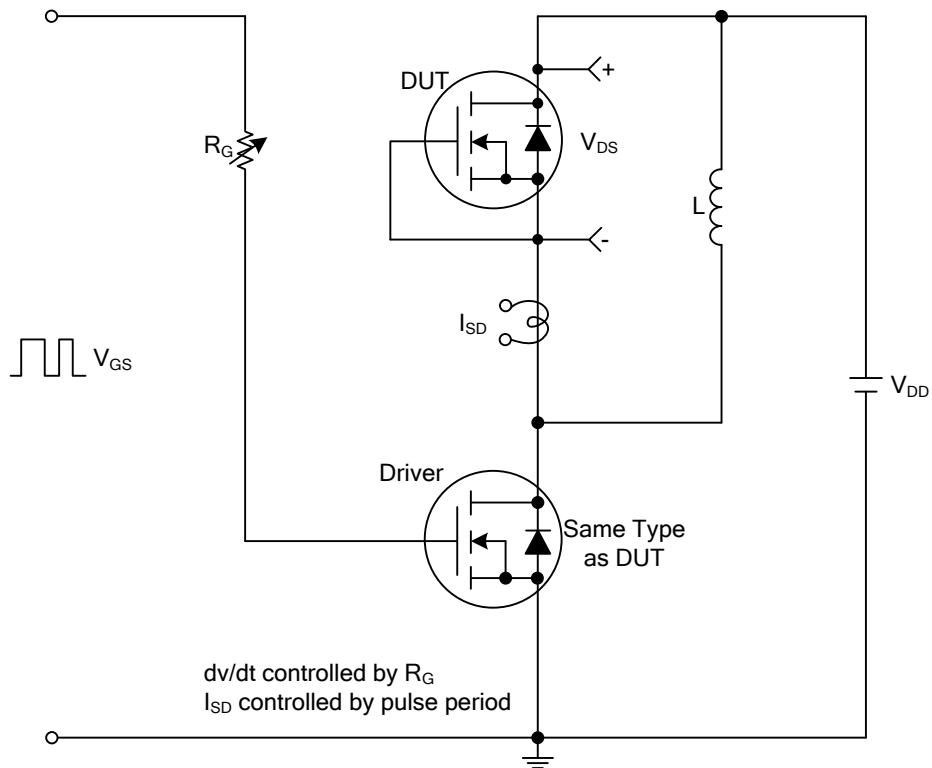 DUT
+
R_G
V_DS
L
-
I_SD
V_GS
V_DD
Driver
Same Type
as DUT
dv/dt controlled by R_G
I_SD controlled by pulse period